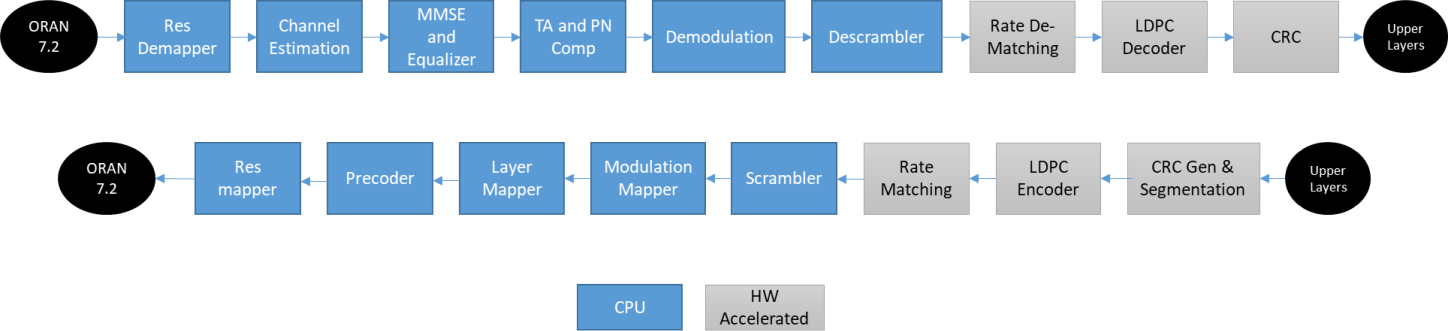 ORAN
7.2
Res
Demapper
Channel
Estimation
MMSE
and
Equalizer
TA and PN
Comp
Demodulation
Descrambler
Rate De-
Matching
LDPC
Decoder
CRC
Upper
Layers
ORAN
7.2
Res
mapper
Precoder
Layer
Mapper
Modulation
Mapper
Scrambler
Rate
Matching
LDPC
Encoder
CRC Gen &
Segmentation
Upper
Layers
CPU
HW
Accelerated